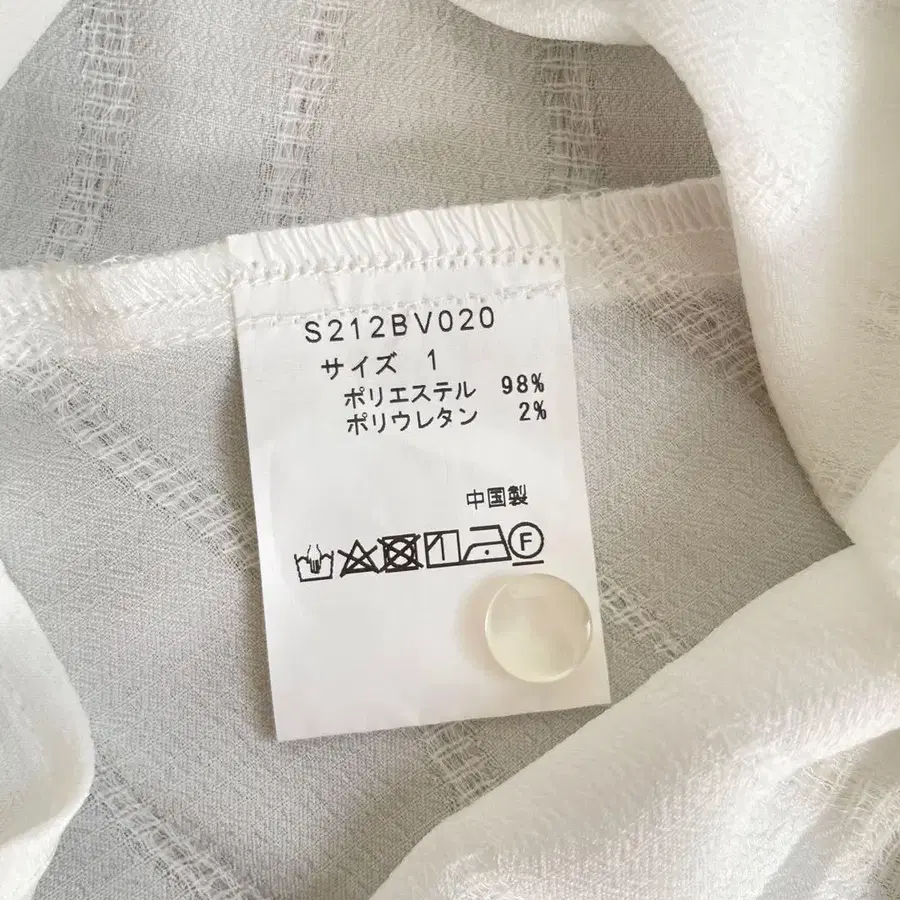 S212BV020
サイズ 1
ポリエステル 98%
ポリウレタン 2%
中国製
F